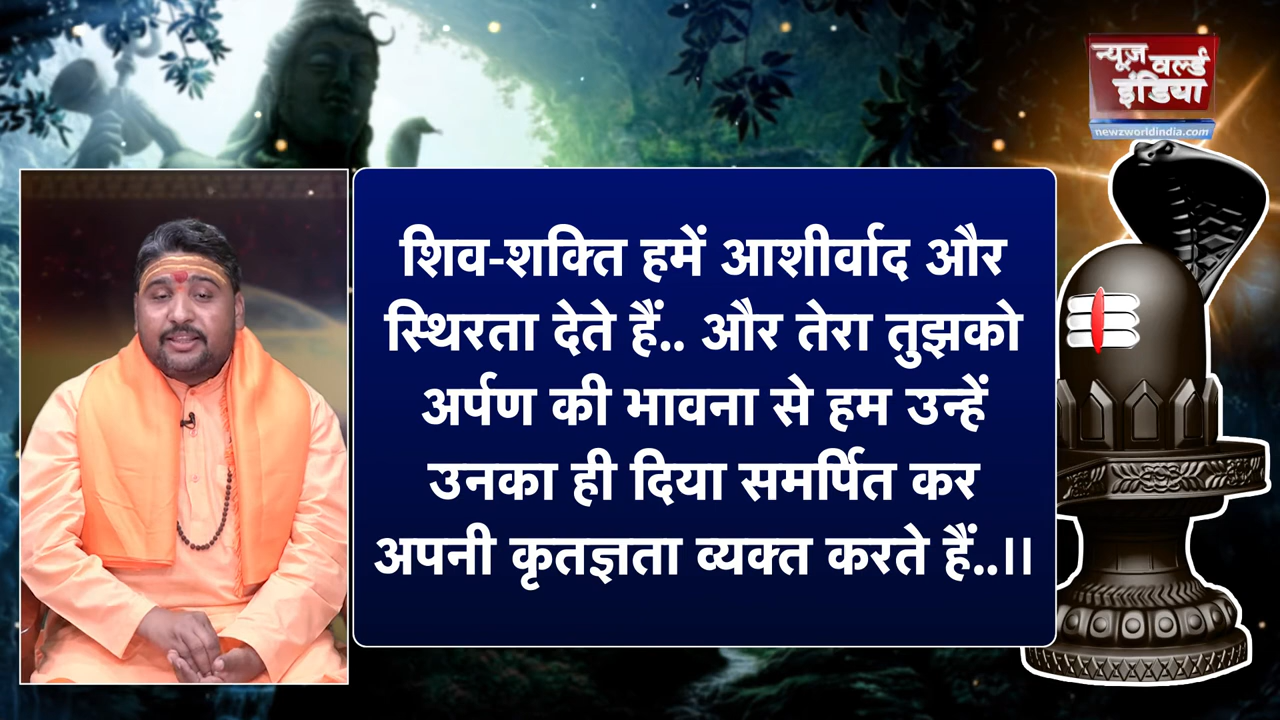 न्यूज़ वर्ल्ड
इंडिया
newzworldindia.com
शिव-शक्ति हमें आशीर्वाद और
स्थिरता देते हैं.. और तेरा तुझको
अर्पण की भावना से हम उन्हें
उनका ही दिया समर्पित कर
अपनी कृतज्ञता व्यक्त करते हैं..।।